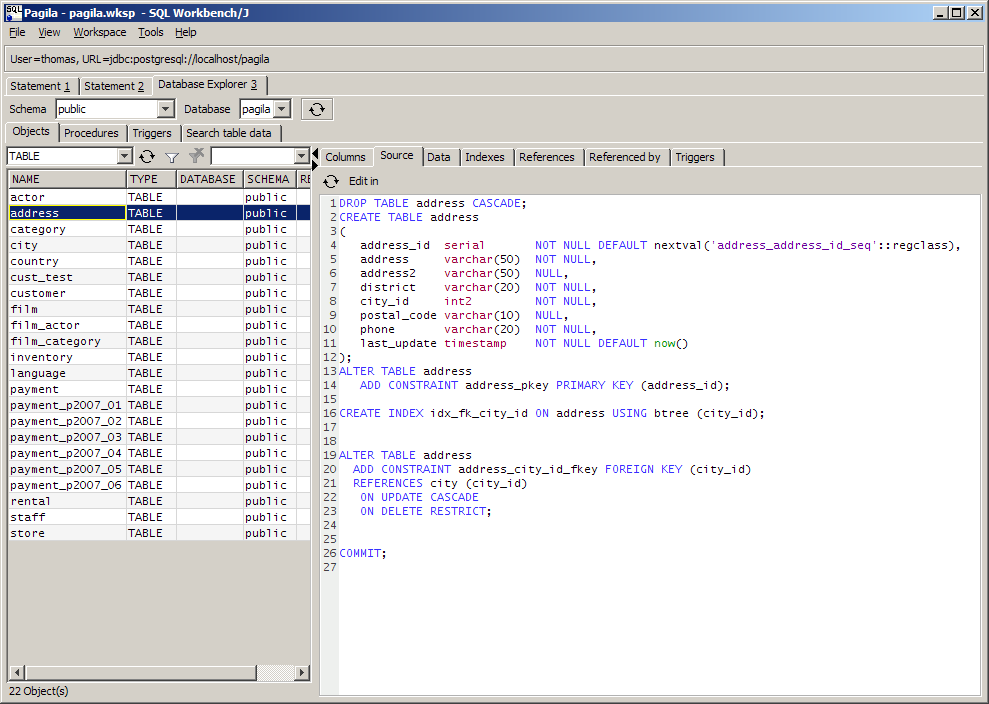 SQL Pagila - pagila.wksp - SQL Workbench/J
File View Workspace Tools Help
User=thomas, URL=jdbc:postgresql://localhost/pagila
Statement 1 Statement 2 Database Explorer 3
Schema public Database pagila
Objects Procedures Triggers Search table data
TABLE
NAME TYPE DATABASE SCHEMA RE
actor TABLE public
address TABLE public
category TABLE public
city TABLE public
country TABLE public
cust_test TABLE public
customer TABLE public
film TABLE public
film_actor TABLE public
film_category TABLE public
inventory TABLE public
language TABLE public
payment TABLE public
payment_p2007_01 TABLE public
payment_p2007_02 TABLE public
payment_p2007_03 TABLE public
payment_p2007_04 TABLE public
payment_p2007_05 TABLE public
payment_p2007_06 TABLE public
rental TABLE public
staff TABLE public
store TABLE public
22 Object(s)
Columns Source Data Indexes References Referenced by Triggers
Edit in
1 DROP TABLE address CASCADE;
2 CREATE TABLE address
3 (
4 address_id serial NOT NULL DEFAULT nextval('address_address_id_seq'::regclass),
5 address varchar(50) NOT NULL,
6 address2 varchar(50) NULL,
7 district varchar(20) NOT NULL,
8 city_id int2 NOT NULL,
9 postal_code varchar(10) NULL,
10 phone varchar(20) NOT NULL,
11 last_update timestamp NOT NULL DEFAULT now()
12 );
13 ALTER TABLE address
14 ADD CONSTRAINT address_pkey PRIMARY KEY (address_id);
15
16 CREATE INDEX idx_fk_city_id ON address USING btree (city_id);
17
18
19 ALTER TABLE address
20 ADD CONSTRAINT address_city_id_fkey FOREIGN KEY (city_id)
21 REFERENCES city (city_id)
22 ON UPDATE CASCADE
23 ON DELETE RESTRICT;
24
25
26 COMMIT;
27